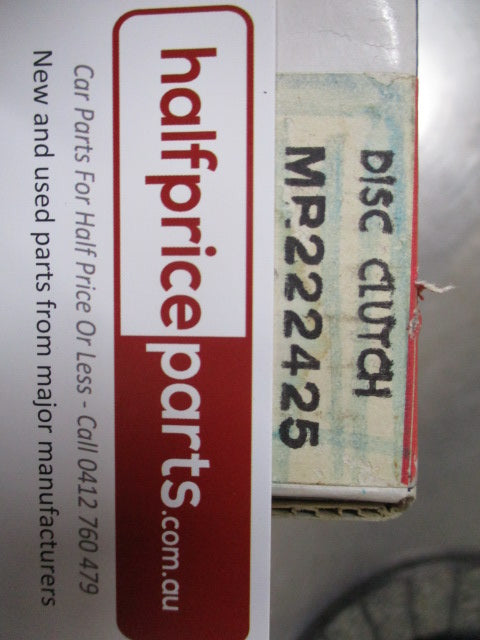 DISC CLUTCH
MR222425
halfpriceparts.com.au
Car Parts For Half Price Or Less - Call 0412 760 479
New and used parts from major manufacturers